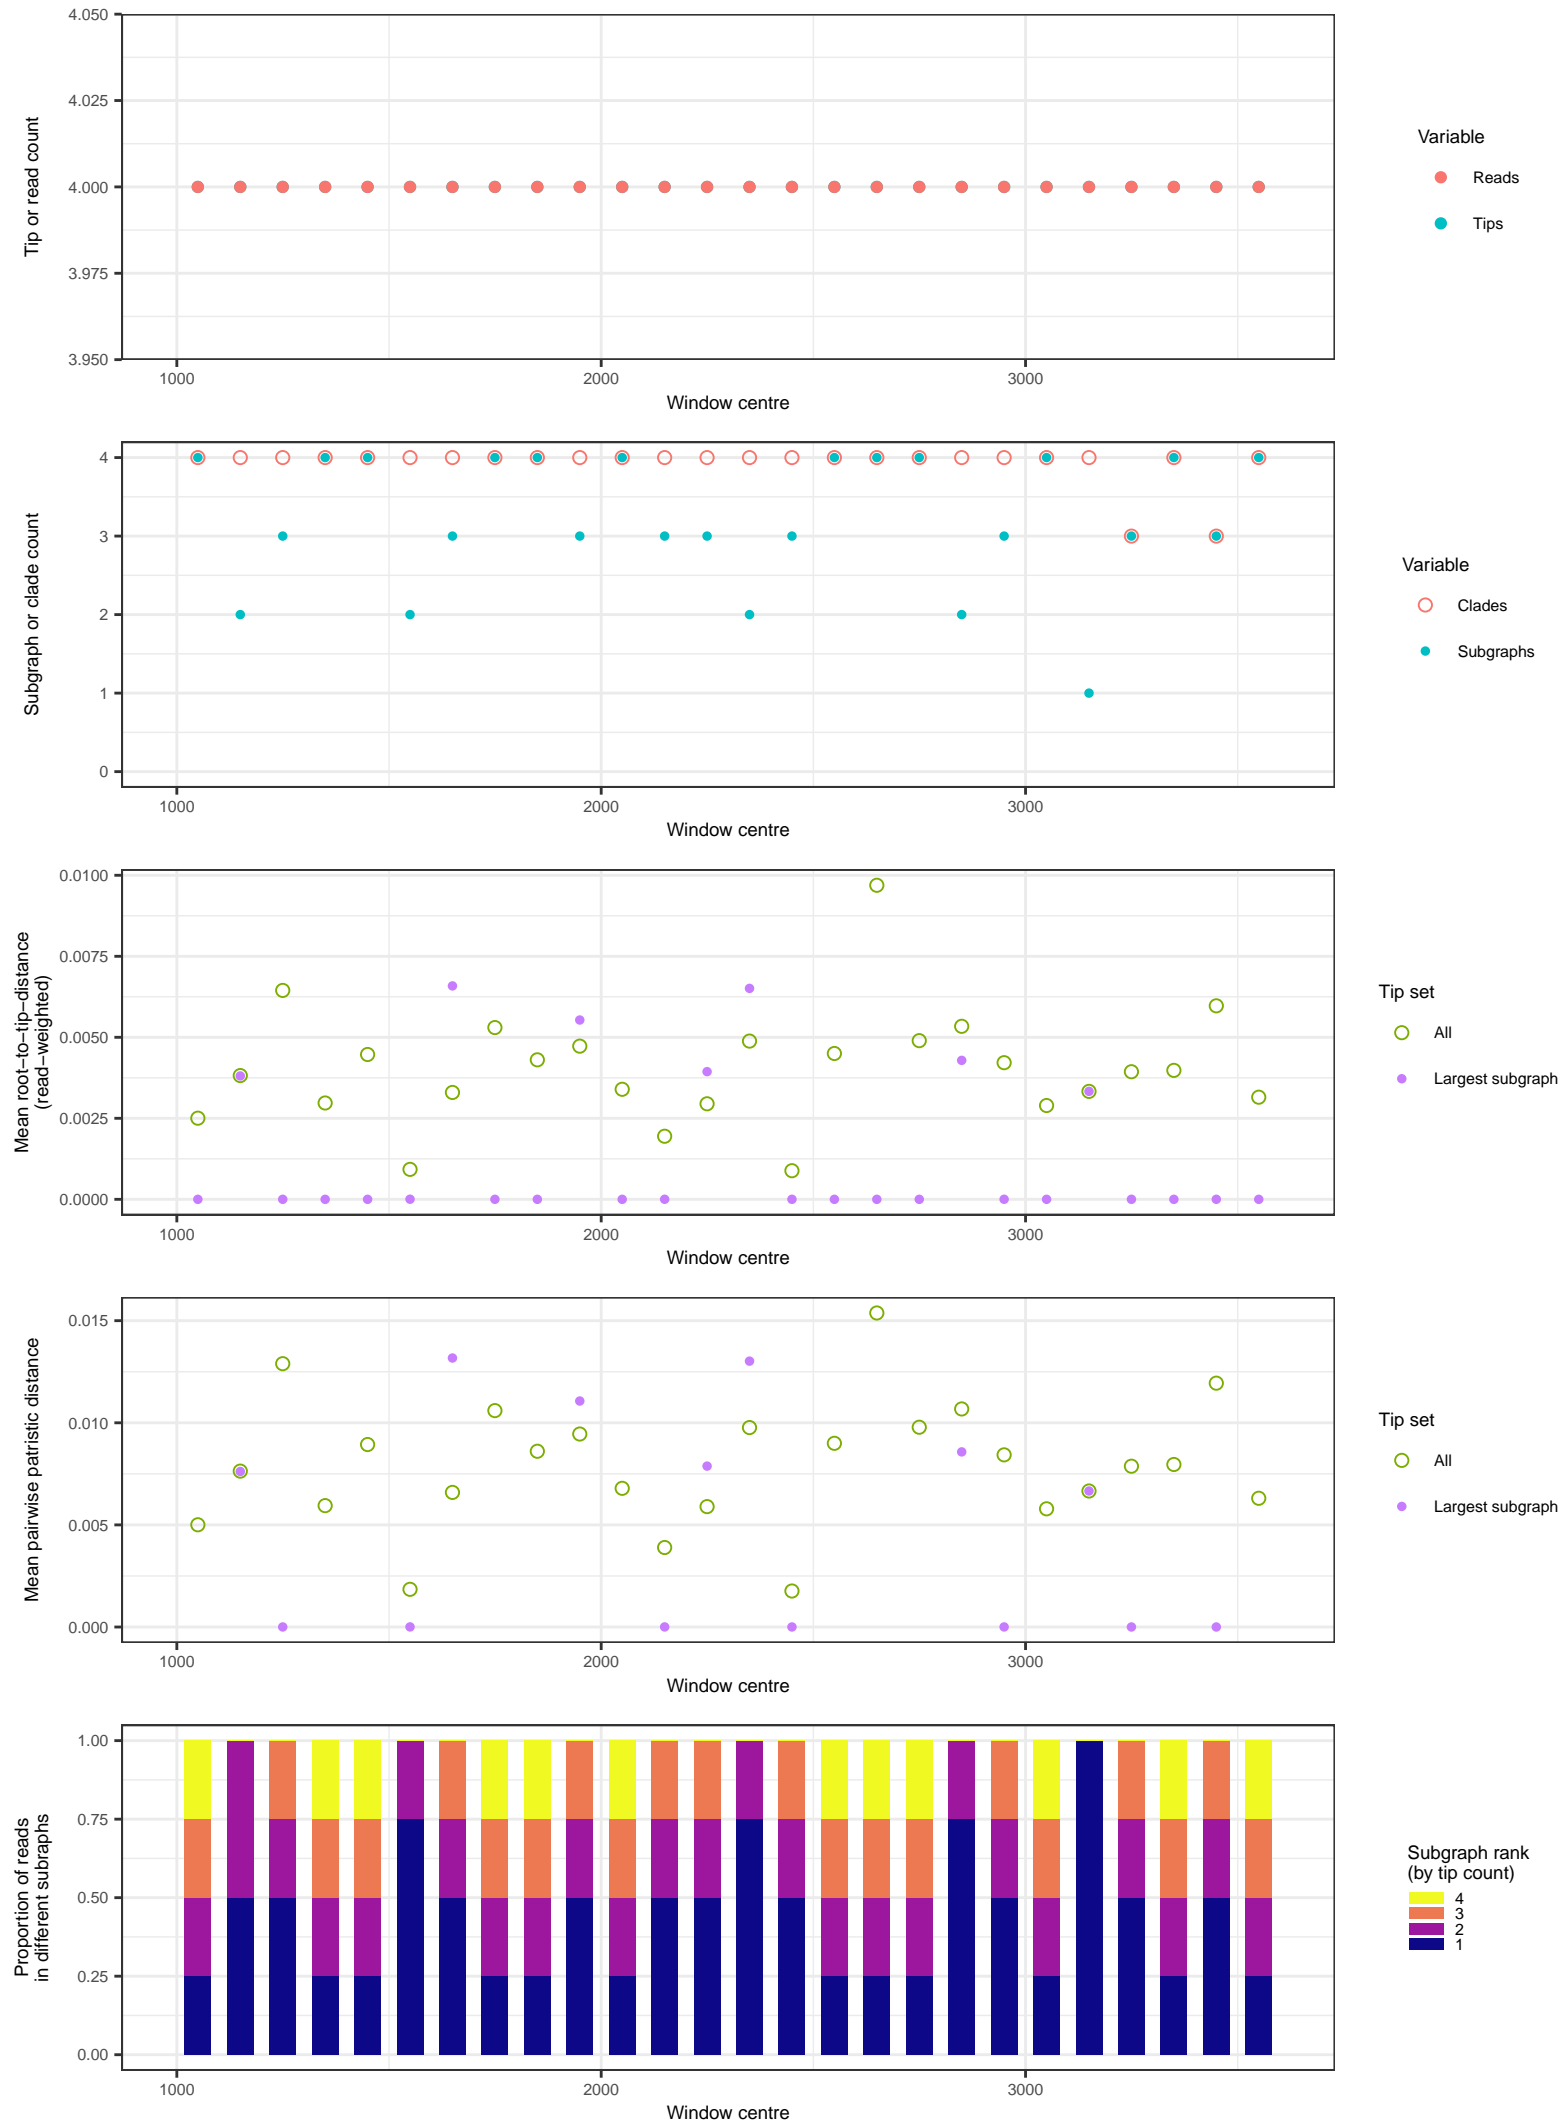 4.050
4.025
4.000
3.975
3.950
Tip or read count
1000
2000
3000
Window centre
Variable
Reads
Tips
4
3
2
1
0
Subgraph or clade count
1000
2000
3000
Window centre
Variable
Clades
Subgraphs
0.0100
0.0075
0.0050
0.0025
0.0000
Mean root−to−tip−distance
(read−weighted)
1000
2000
3000
Window centre
Tip set
All
Largest subgraph
0.015
0.010
0.005
0.000
Mean pairwise patristic distance
1000
2000
3000
Window centre
Tip set
All
Largest subgraph
1.00
0.75
0.50
0.25
0.00
Proportion of reads
in different subraphs
1000
2000
3000
Window centre
Subgraph rank
(by tip count)
4
3
2
1